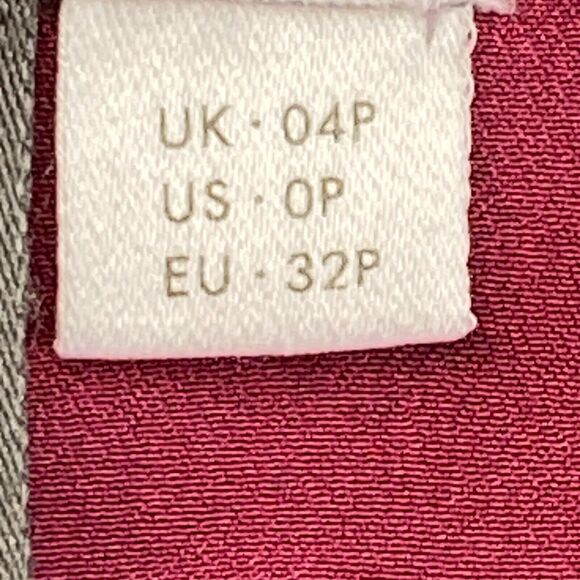 UK · 04P
US · 0P
EU · 32P